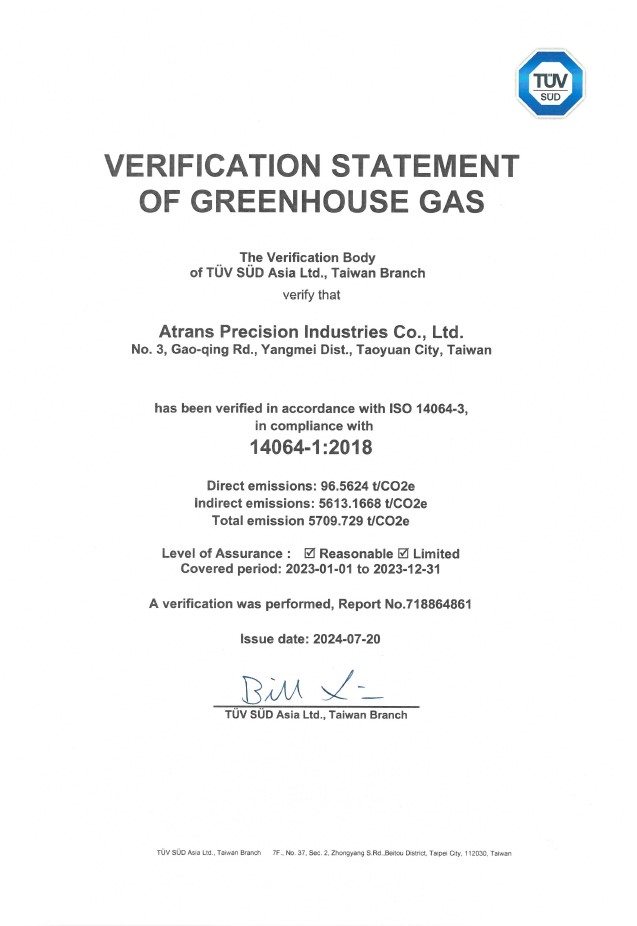 TÜV
SÜD
VERIFICATION STATEMENT
OF GREENHOUSE GAS
The Verification Body
of TÜV SÜD Asia Ltd., Taiwan Branch
verify that
Atrans Precision Industries Co., Ltd.
No. 3, Gao-qing Rd., Yangmei Dist., Taoyuan City, Taiwan
has been verified in accordance with ISO 14064-3,
in compliance with
14064-1:2018
Direct emissions: 96.5624 t/CO2e
Indirect emissions: 5613.1668 t/CO2e
Total emission 5709.729 t/CO2e
Level of Assurance : ☑ Reasonable ☑ Limited
Covered period: 2023-01-01 to 2023-12-31
A verification was performed, Report No.718864861
Issue date: 2024-07-20
Bill
TÜV SÜD Asia Ltd., Taiwan Branch
TÜV SÜD Asia Ltd., Taiwan Branch 7F., No. 37, Sec. 2, Zhongyang S.Rd.,Beitou District, Taipei City, 112030, Taiwan